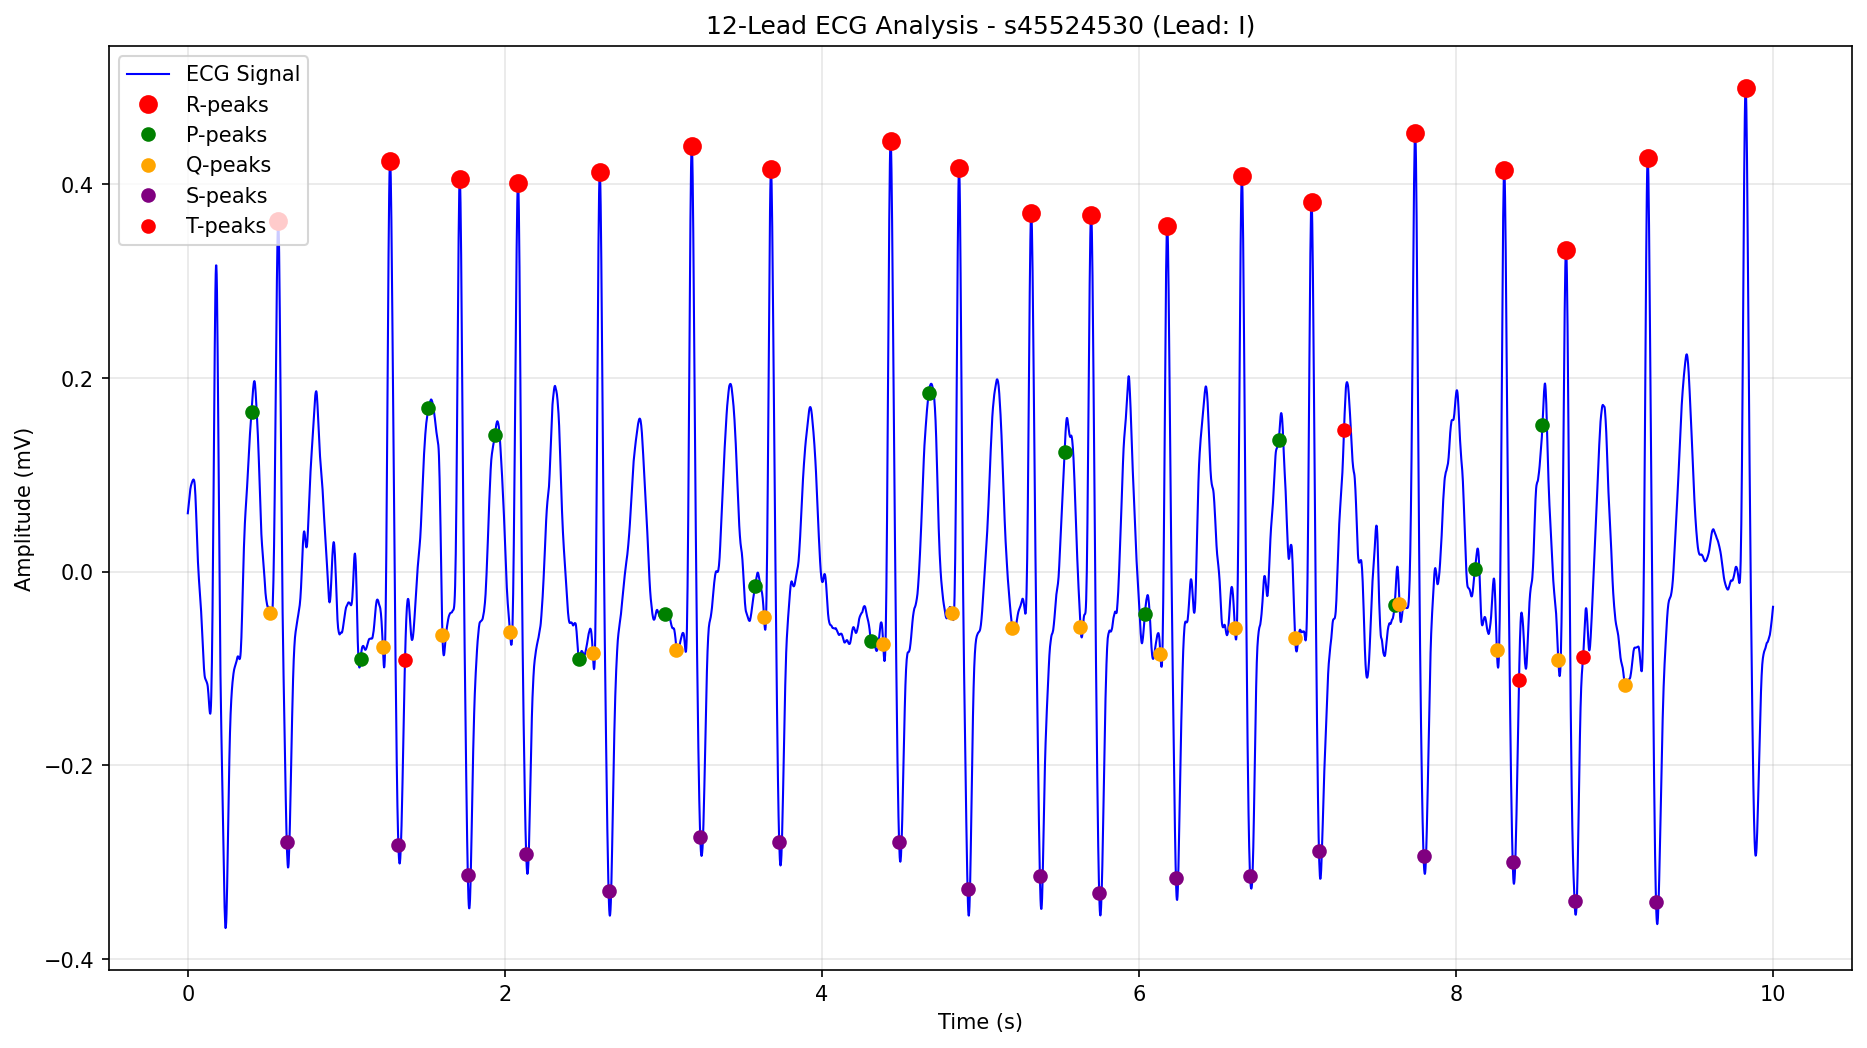 12-Lead ECG Analysis - s45524530 (Lead: I)
ECG Signal
R-peaks
P-peaks
Q-peaks
S-peaks
T-peaks
Amplitude (mV)
0.4
0.2
0.0
−0.2
−0.4
0 2 4 6 8 10
Time (s)